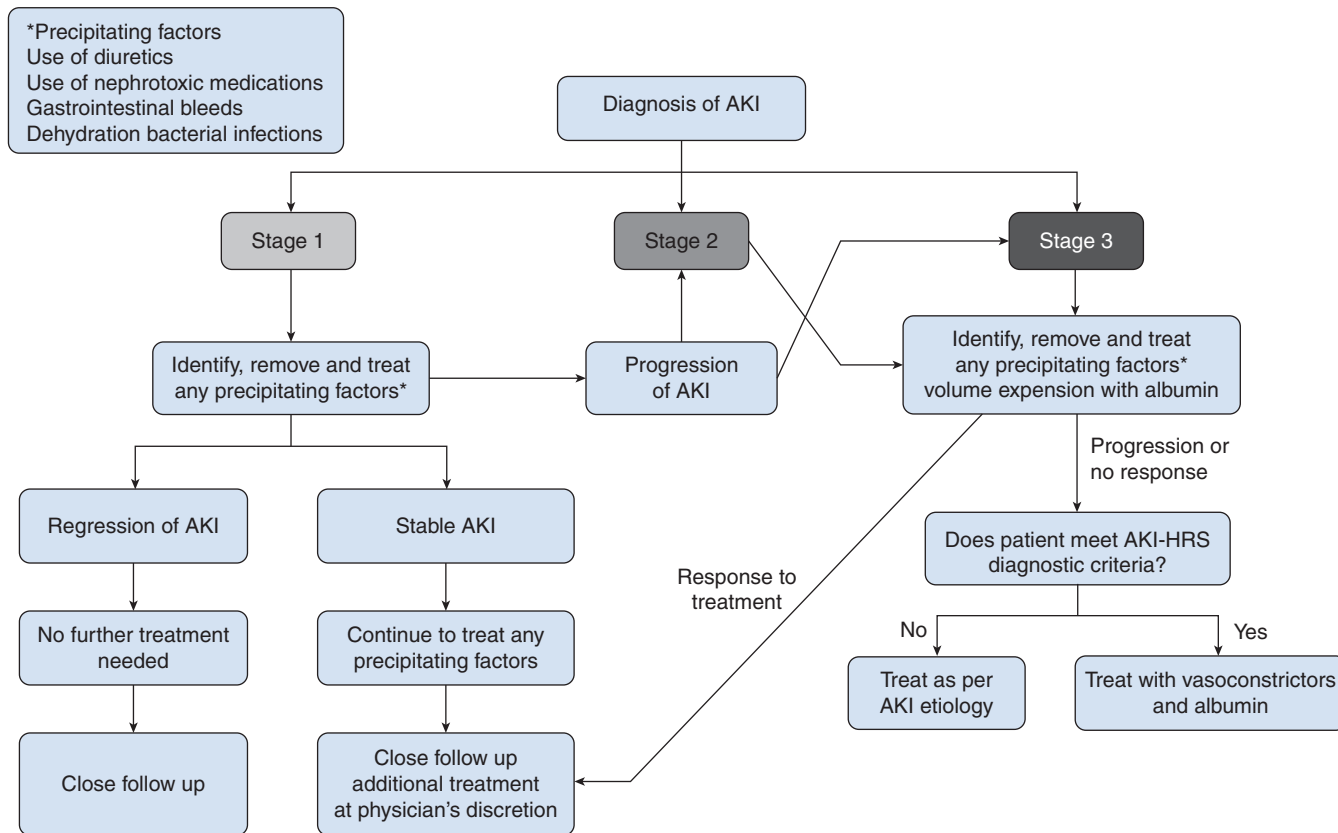 *Precipitating factors
Use of diuretics
Use of nephrotoxic medications
Gastrointestinal bleeds
Dehydration bacterial infections
Diagnosis of AKI
Stage 1
Stage 2
Stage 3
Identify, remove and treat
any precipitating factors*
Progression
of AKI
Identify, remove and treat
any precipitating factors*
volume expension with albumin
Regression of AKI
Stable AKI
Response to
treatment
Progression or
no response
Does patient meet AKI-HRS
diagnostic criteria?
No further treatment
needed
Continue to treat any
precipitating factors
No
Yes
Treat as per
AKI etiology
Treat with vasoconstrictors
and albumin
Close follow up
Close follow up
additional treatment
at physician’s discretion